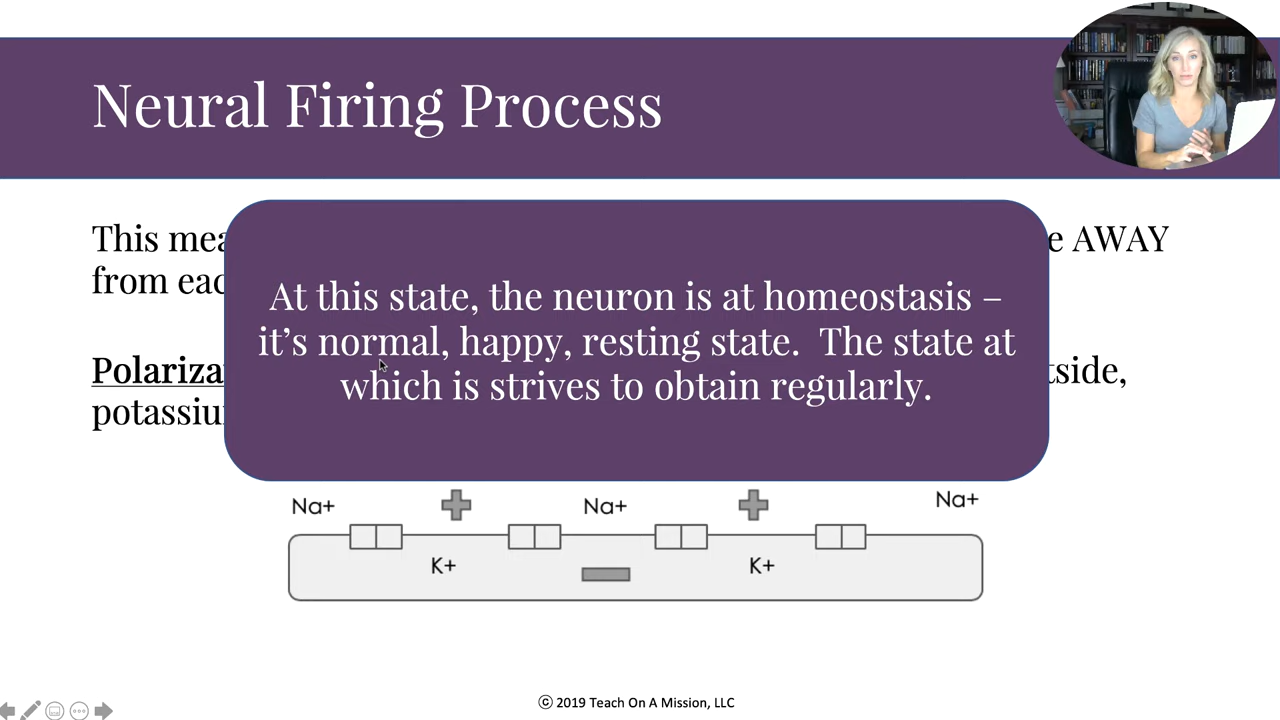 Neural Firing Process
This mea
e AWAY
from eac
At this state, the neuron is at homeostasis –
it's normal, happy, resting state.  The state at
which is strives to obtain regularly.
Polariza
tside,
potassiu
Na+
Na+
Na+
K+
K+
ⓒ 2019 Teach On A Mission, LLC